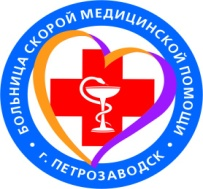 БОЛЬНИЦА СКОРОЙ МЕДИЦИНСКОЙ ПОМОЩИ
г. ПЕТРОЗАВОДСК